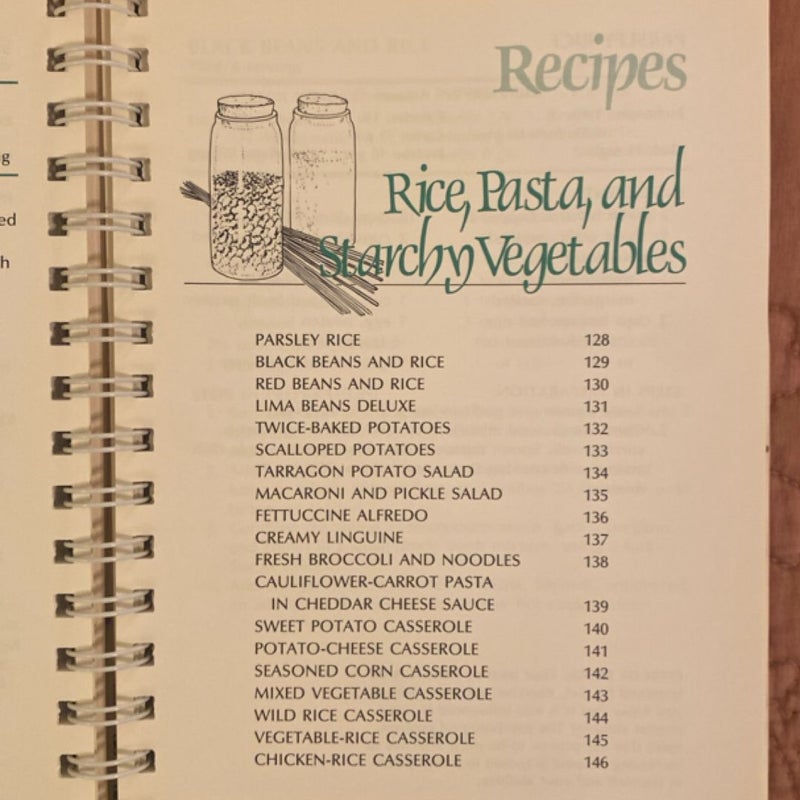 g
ed
h
Recipes
Rice, Pasta, and
Starchy Vegetables
PARSLEY RICE 128
BLACK BEANS AND RICE 129
RED BEANS AND RICE 130
LIMA BEANS DELUXE 131
TWICE-BAKED POTATOES 132
SCALLOPED POTATOES 133
TARRAGON POTATO SALAD 134
MACARONI AND PICKLE SALAD 135
FETTUCCINE ALFREDO 136
CREAMY LINGUINE 137
FRESH BROCCOLI AND NOODLES 138
CAULIFLOWER-CARROT PASTA
IN CHEDDAR CHEESE SAUCE 139
SWEET POTATO CASSEROLE 140
POTATO-CHEESE CASSEROLE 141
SEASONED CORN CASSEROLE 142
MIXED VEGETABLE CASSEROLE 143
WILD RICE CASSEROLE 144
VEGETABLE-RICE CASSEROLE 145
CHICKEN-RICE CASSEROLE 146